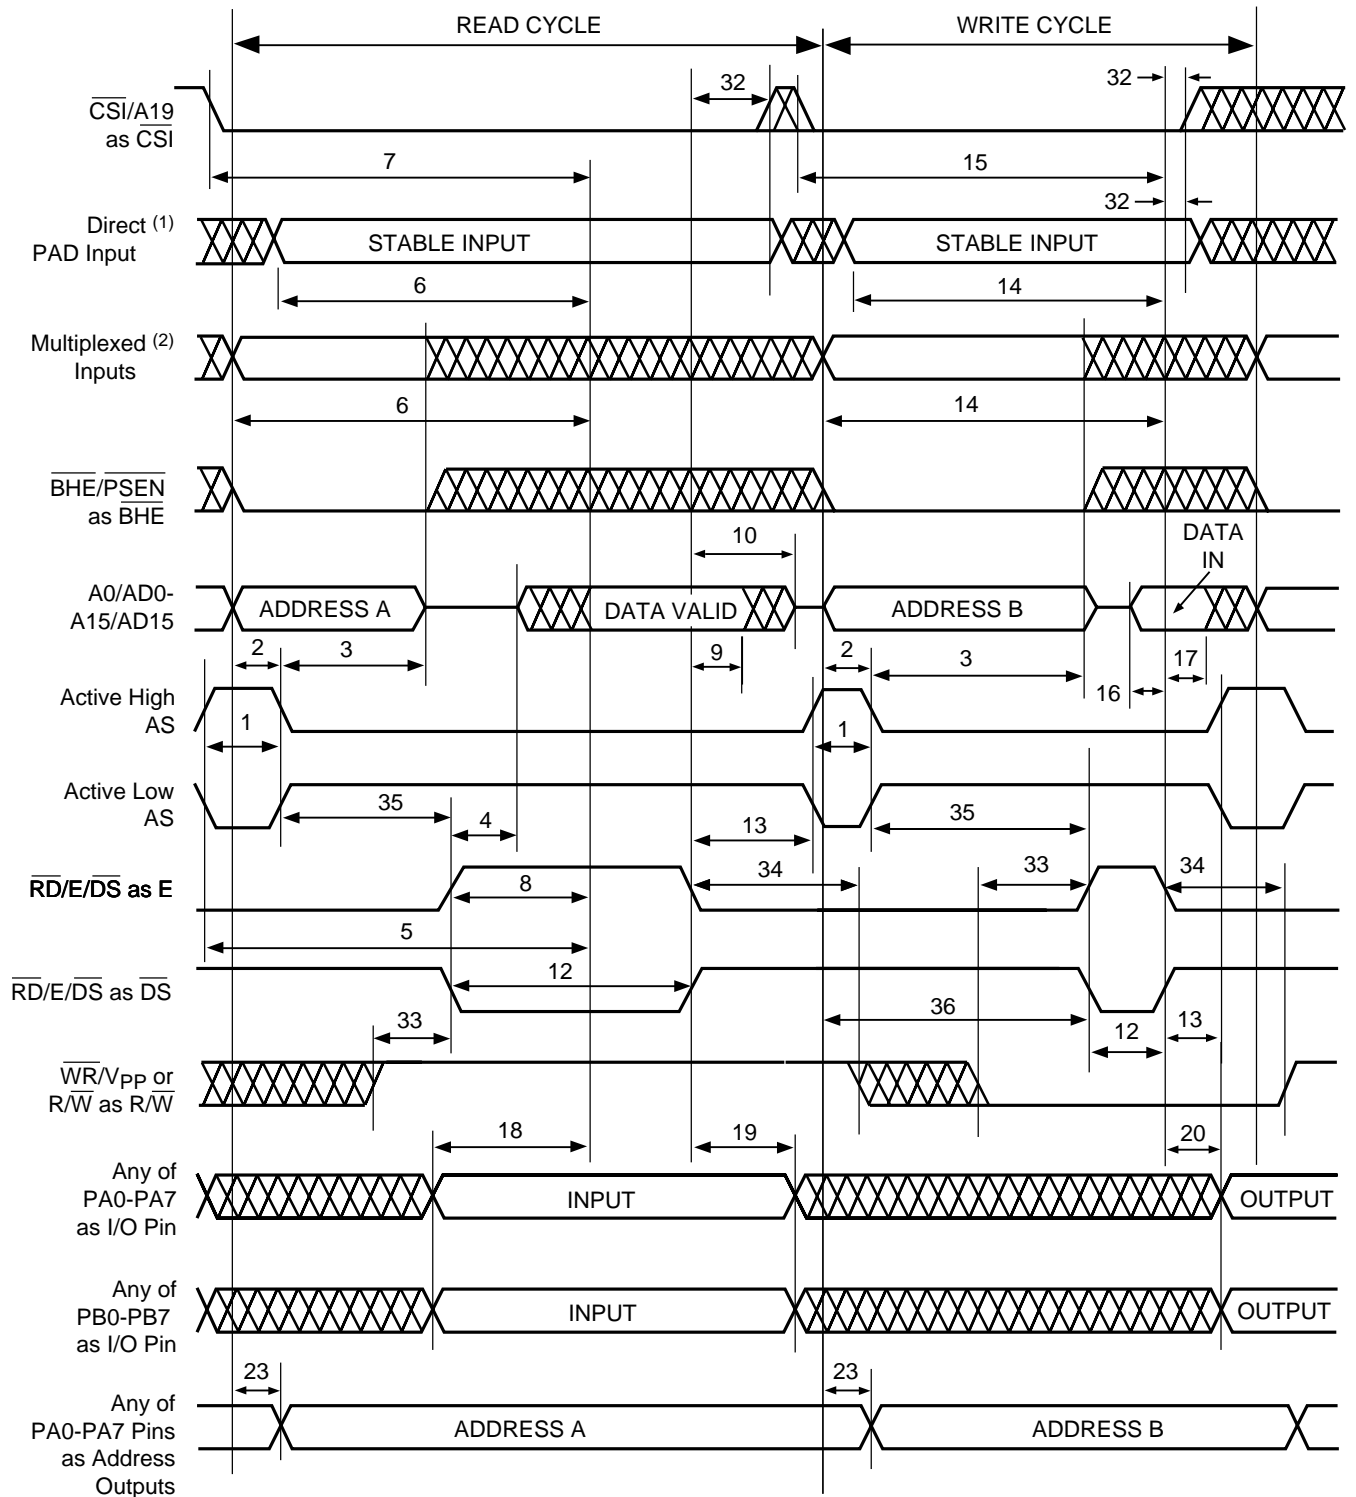 READ CYCLE
WRITE CYCLE
32
32
CSI/A19
as CSI
7
15
32
Direct (1)
PAD Input
STABLE INPUT
STABLE INPUT
6
14
Multiplexed (2)
Inputs
6
14
BHE/PSEN
as BHE
10
DATA
IN
A0/AD0-
A15/AD15
ADDRESS A
DATA VALID
ADDRESS B
2
3
9
2
3
17
16
Active High
AS
1
1
Active Low
AS
35
4
13
35
RD/E/DS as E
8
34
33
34
5
RD/E/DS as DS
12
36
33
12
13
WR/VPP or
R/W as R/W
18
19
20
Any of
PA0-PA7
as I/O Pin
INPUT
OUTPUT
Any of
PB0-PB7
as I/O Pin
INPUT
OUTPUT
23
23
Any of
PA0-PA7 Pins
as Address
Outputs
ADDRESS A
ADDRESS B